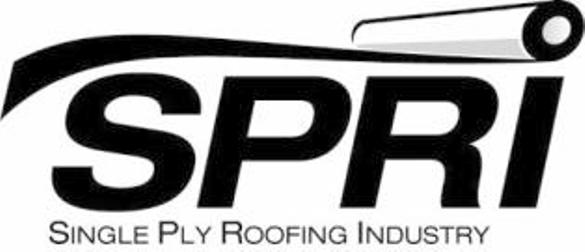 SPRI
SINGLE PLY ROOFING INDUSTRY